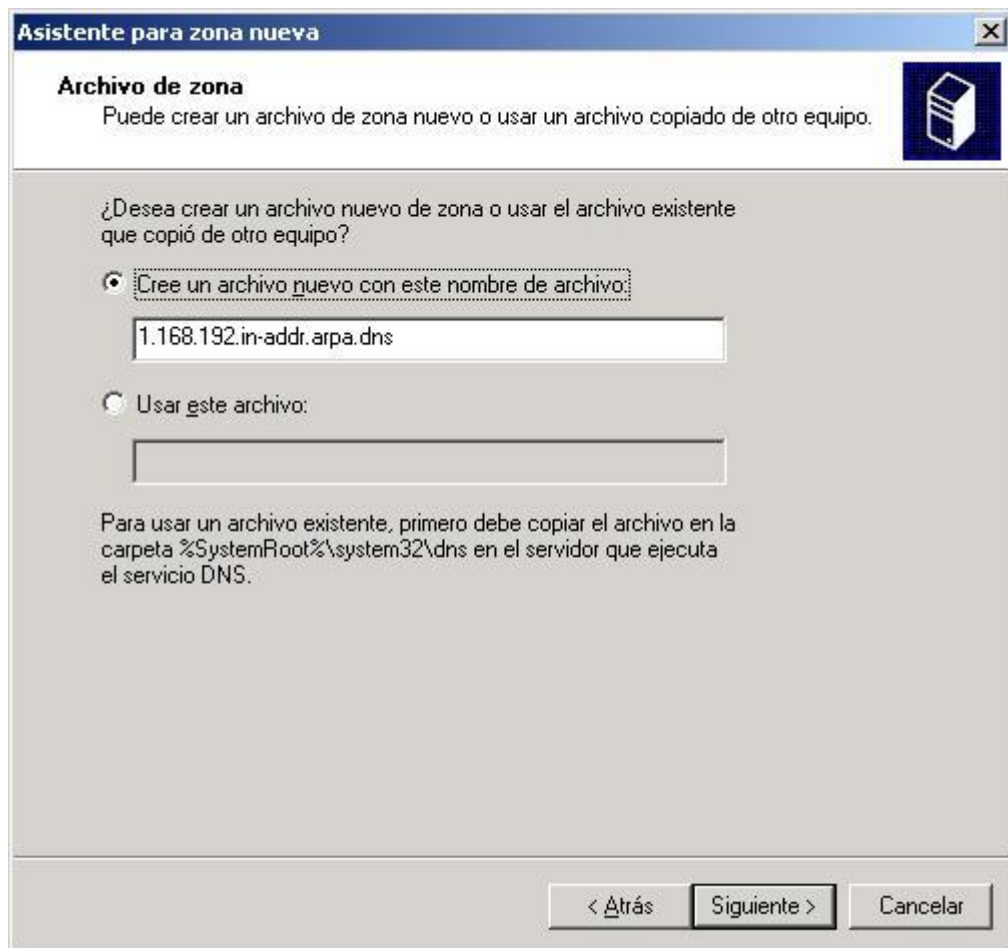 Asistente para zona nueva
Archivo de zona
Puede crear un archivo de zona nuevo o usar un archivo copiado de otro equipo.
¿Desea crear un archivo nuevo de zona o usar el archivo existente
que copió de otro equipo?
Cree un archivo nuevo con este nombre de archivo:
1.168.192.in-addr.arpa.dns
Usar este archivo:
Para usar un archivo existente, primero debe copiar el archivo en la
carpeta %SystemRoot%\system32\dns en el servidor que ejecuta
el servicio DNS.
< Atrás
Siguiente >
Cancelar